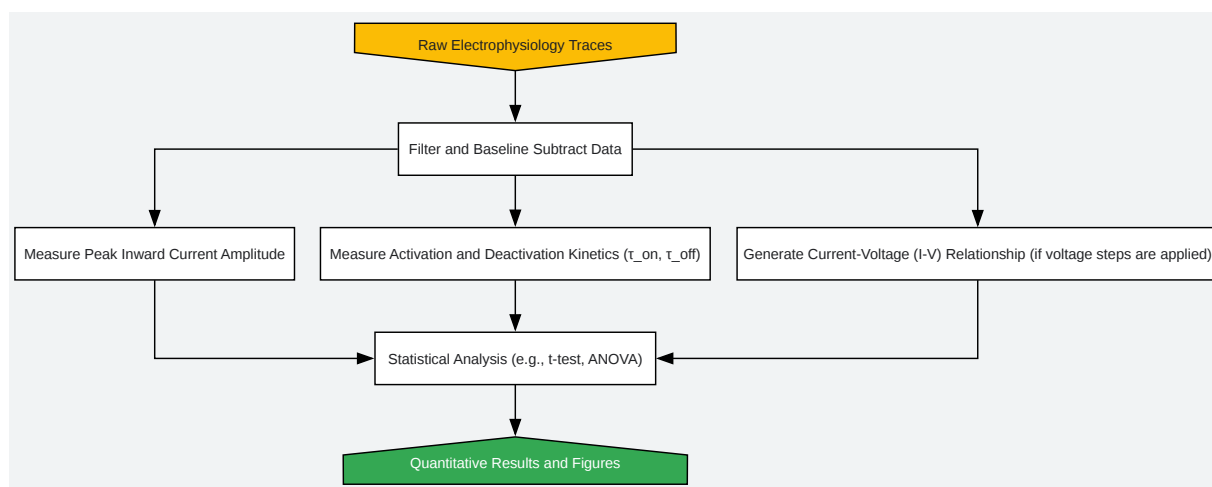 Raw Electrophysiology Traces
Filter and Baseline Subtract Data
Measure Peak Inward Current Amplitude
Measure Activation and Deactivation Kinetics (τ_on, τ_off)
Generate Current-Voltage (I-V) Relationship (if voltage steps are applied)
Statistical Analysis (e.g., t-test, ANOVA)
Quantitative Results and Figures